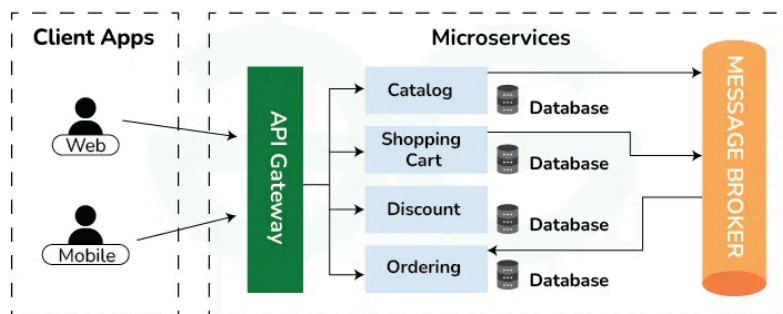 Client Apps
Microservices
Web
Mobile
API Gateway
Catalog
Database
Shopping
Cart
Database
Discount
Database
Ordering
Database
MESSAGE BROKER